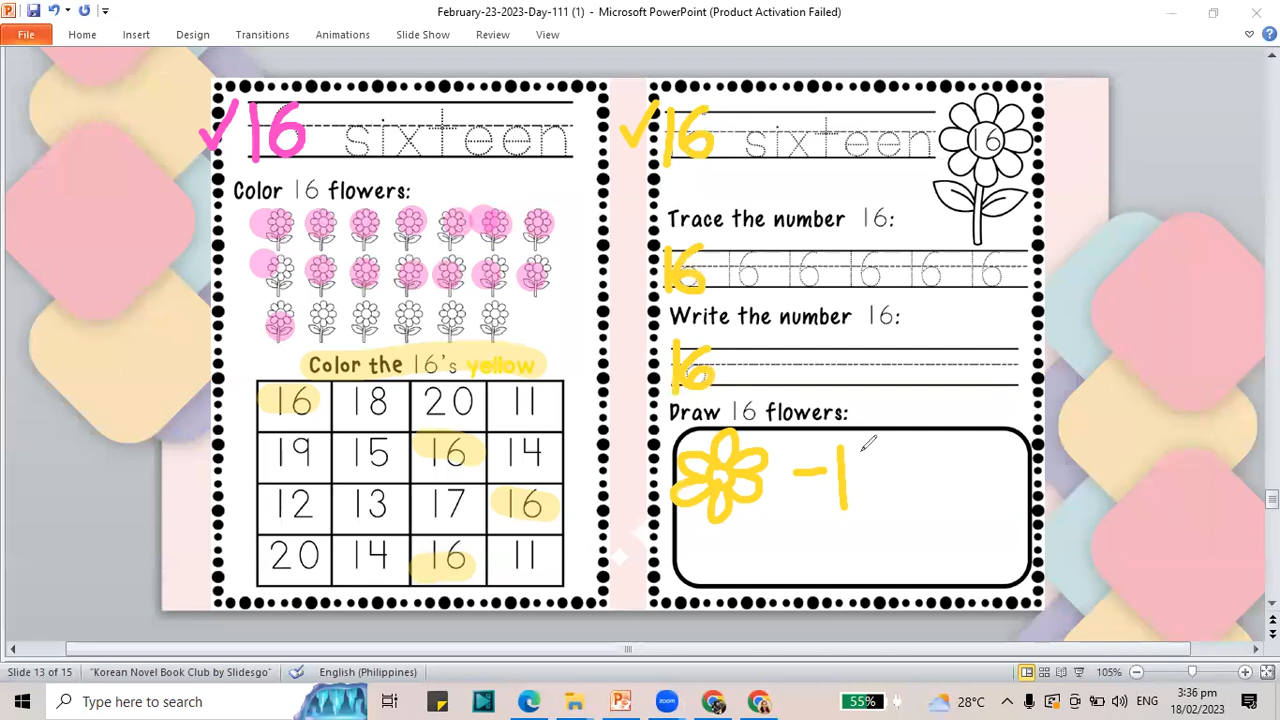 February-23-2023-Day-111 (1) - Microsoft PowerPoint (Product Activation Failed)
File Home Insert Design Transitions Animations Slide Show Review View
16 sixteen
Color 16 flowers:
Color the 16's yellow
16 18 20 11
19 15 16 14
12 13 17 16
20 14 16 11
16 sixteen
16
Trace the number 16:
16 16 16 16 16 16
Write the number 16:
16
Draw 16 flowers:
-1
Slide 13 of 15 "Korean Novel Book Club by Slidesgo" English (Philippines) 105%
Type here to search
zoom
55%
28°C
ENG
3:36 pm
18/02/2023